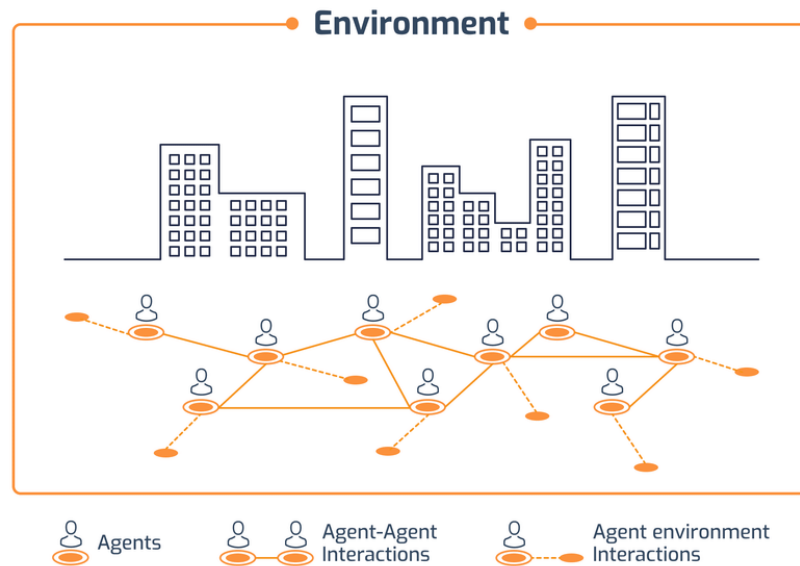 Environment
Agents
Agent-Agent
Interactions
Agent environment
Interactions